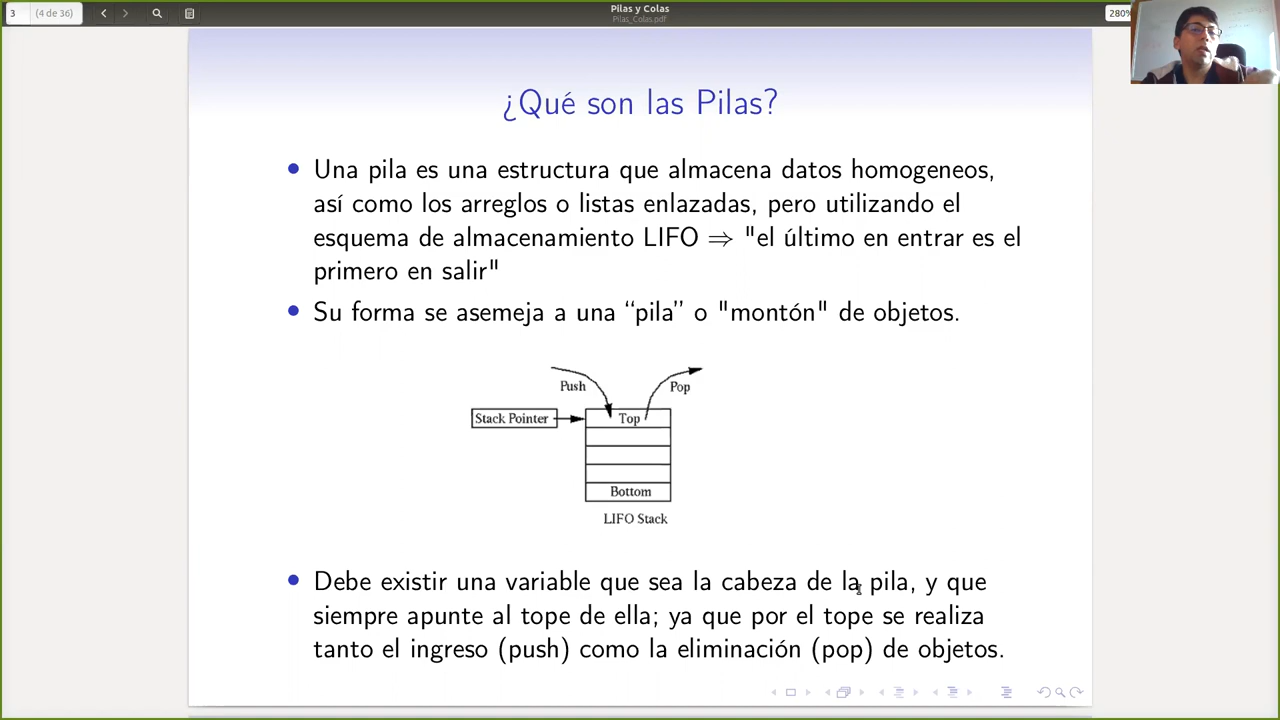 3 (4 de 36)
Pilas y Colas
Pilas_Colas.pdf
280%
¿Qué son las Pilas?
Una pila es una estructura que almacena datos homogeneos,
así como los arreglos o listas enlazadas, pero utilizando el
esquema de almacenamiento LIFO ⇒ "el último en entrar es el
primero en salir"
Su forma se asemeja a una “pila” o "montón" de objetos.
Push
Pop
Stack Pointer
Top
Bottom
LIFO Stack
Debe existir una variable que sea la cabeza de la pila, y que
siempre apunte al tope de ella; ya que por el tope se realiza
tanto el ingreso (push) como la eliminación (pop) de objetos.